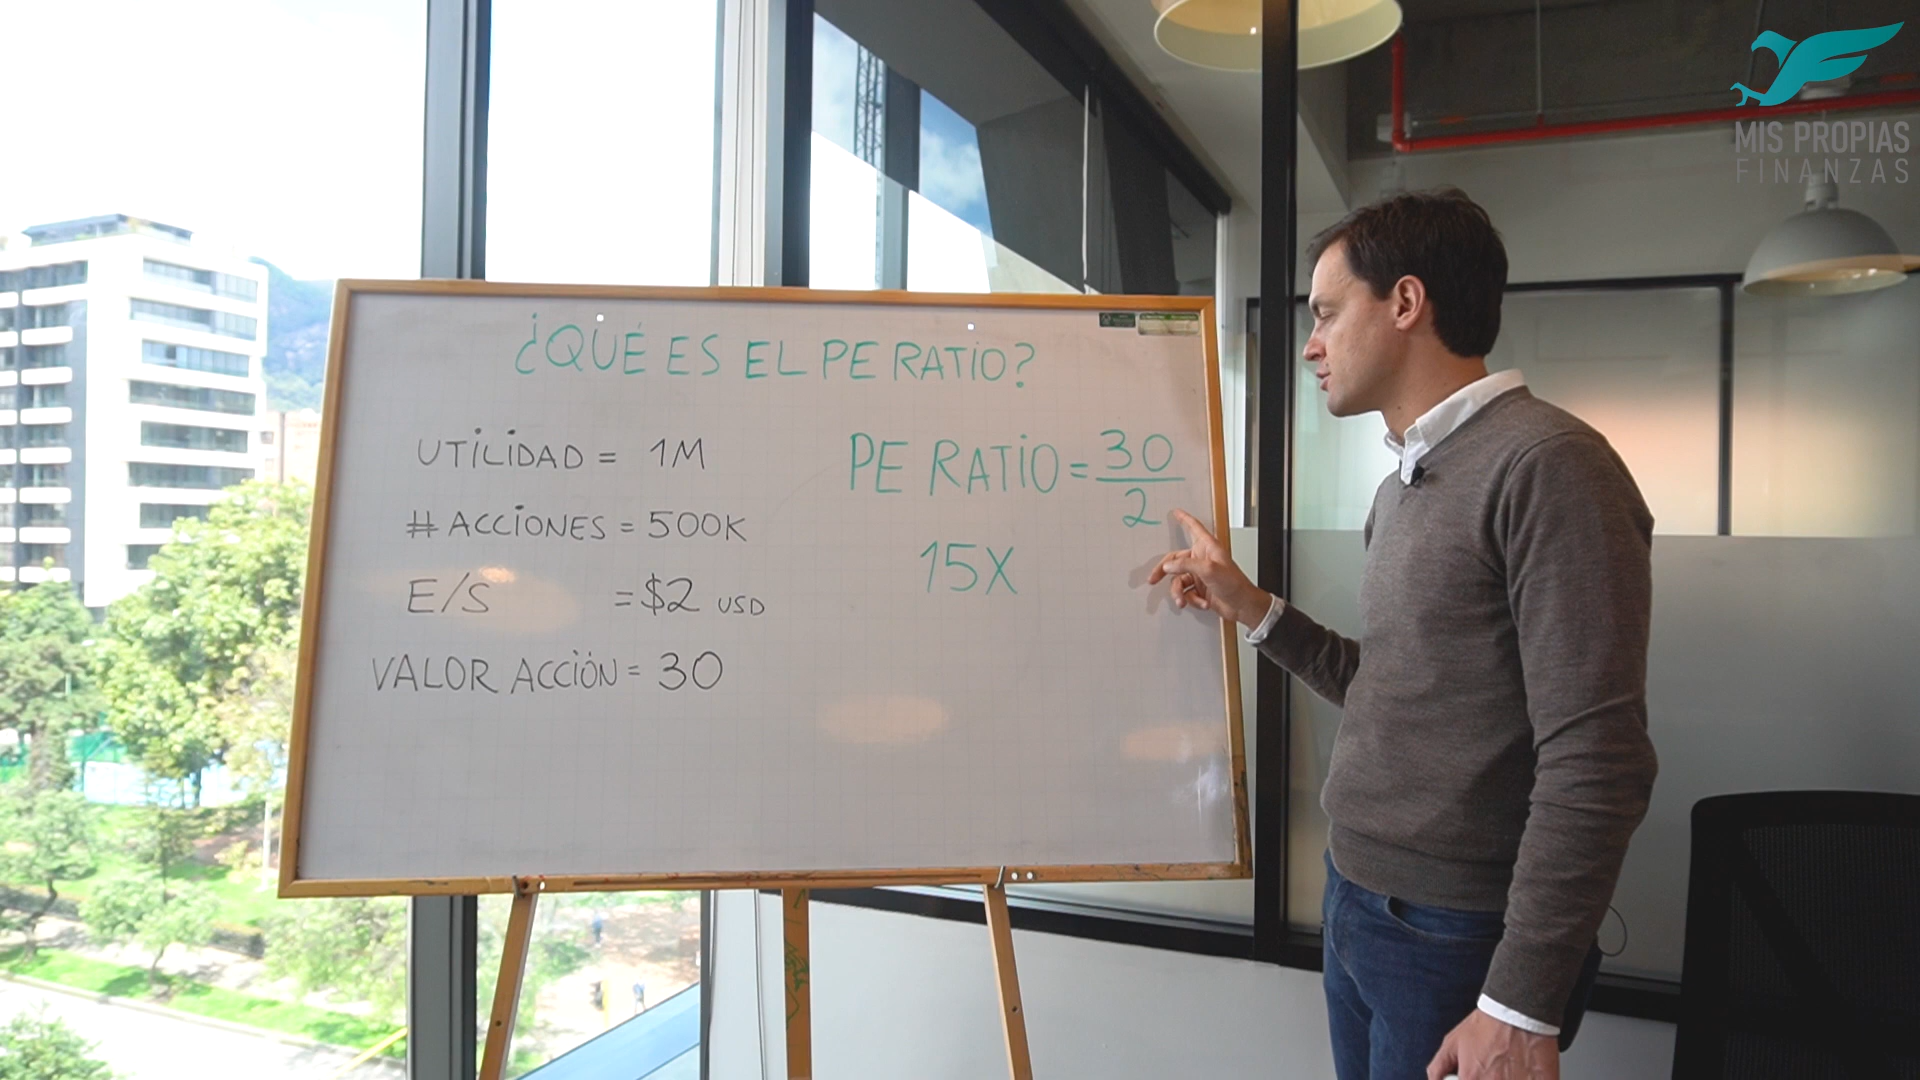 MIS PROPIAS
FINANZAS
¿QUÉ ES EL PE RATIO?
UTILIDAD = 1M
# ACCIONES = 500K
E/S = $2 USD
VALOR ACCIÓN = 30
PE RATIO = 30
2
15X